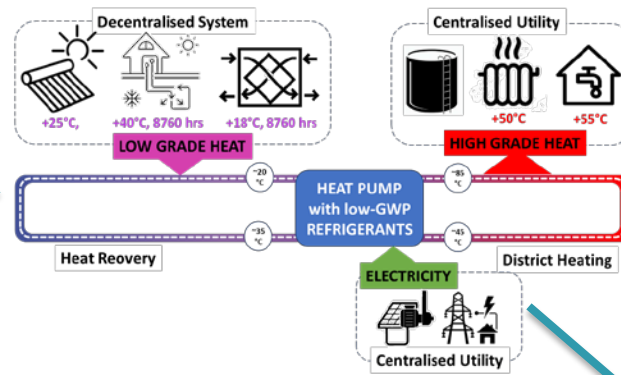 Decentralised System
Centralised Utility
+25°C,
+40°C, 8760 hrs
+18°C, 8760 hrs
+50°C
+55°C
LOW GRADE HEAT
HIGH GRADE HEAT
~20
°C
~85
°C
HEAT PUMP
with low-GWP
REFRIGERANTS
~35
°C
~45
°C
Heat Reovery
District Heating
ELECTRICITY
Centralised Utility